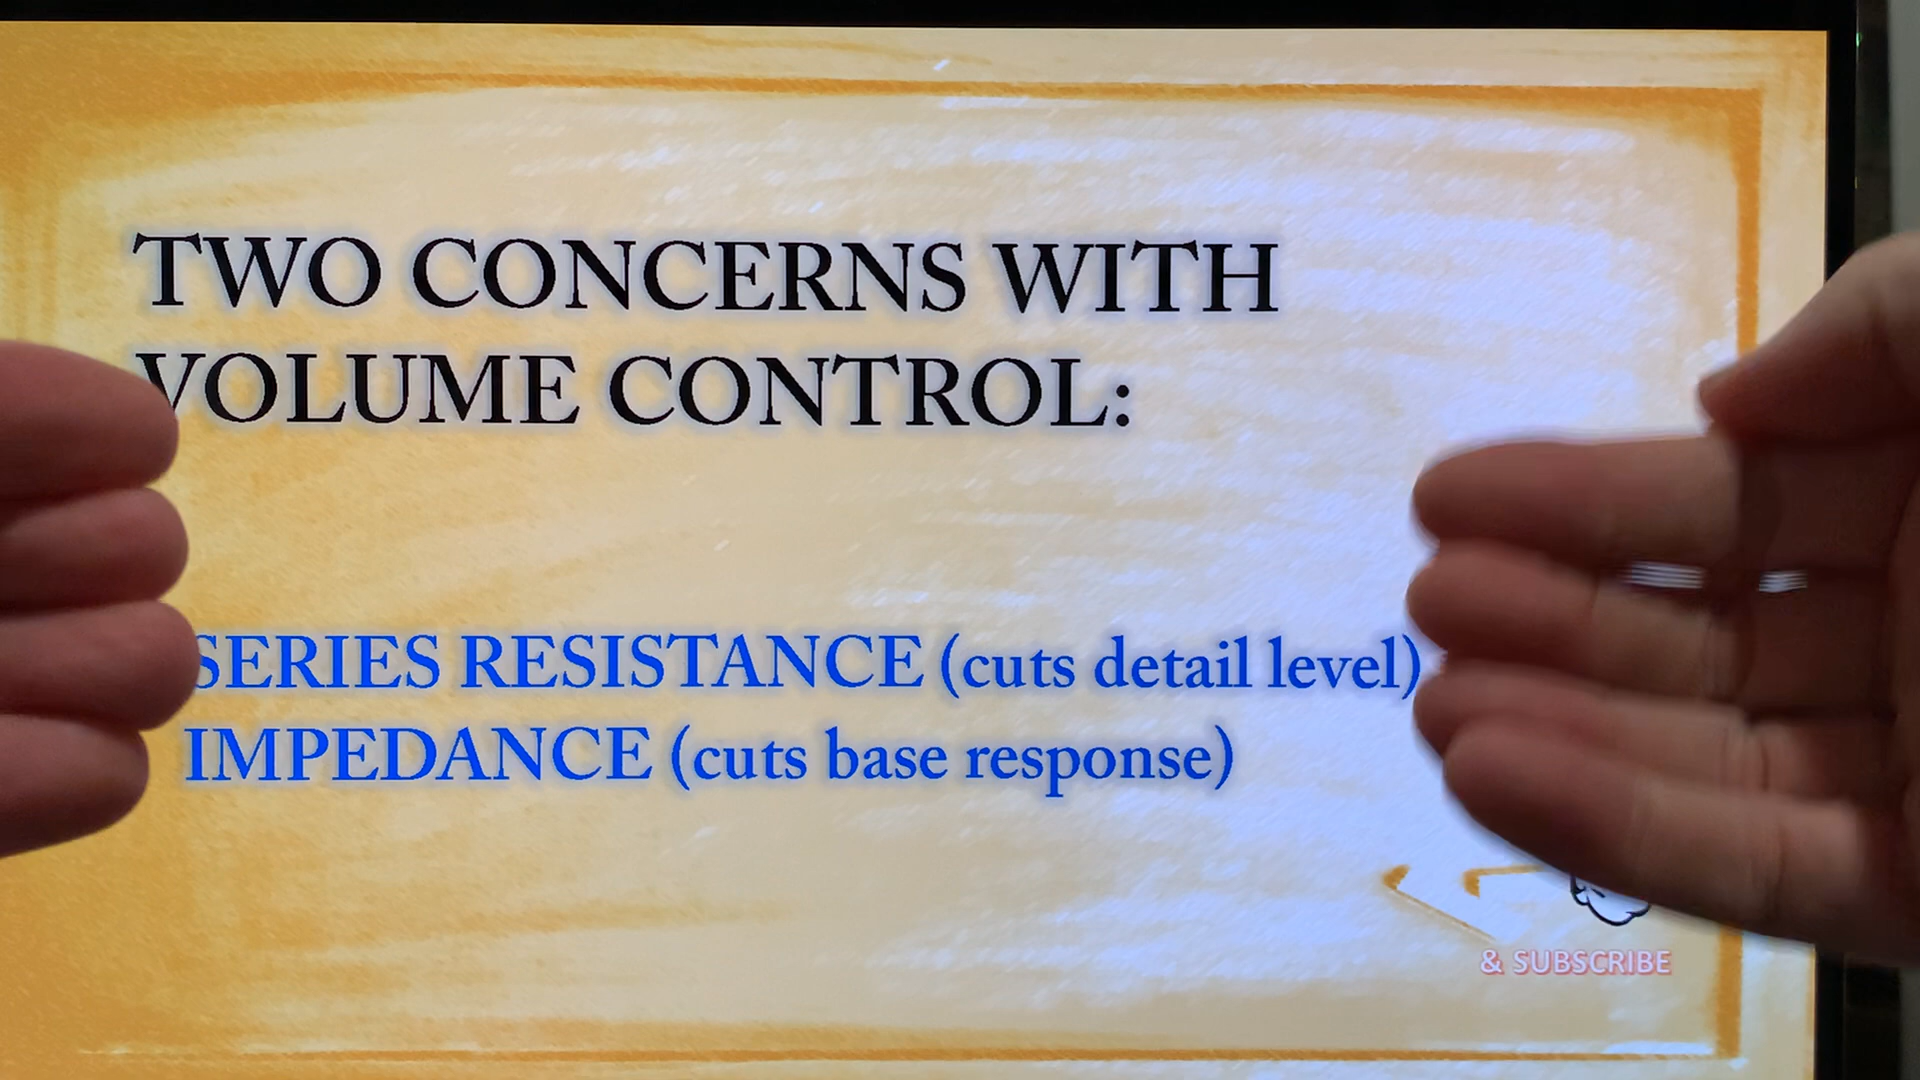 TWO CONCERNS WITH
VOLUME CONTROL:
SERIES RESISTANCE (cuts detail level)
IMPEDANCE (cuts base response)
& SUBSCRIBE